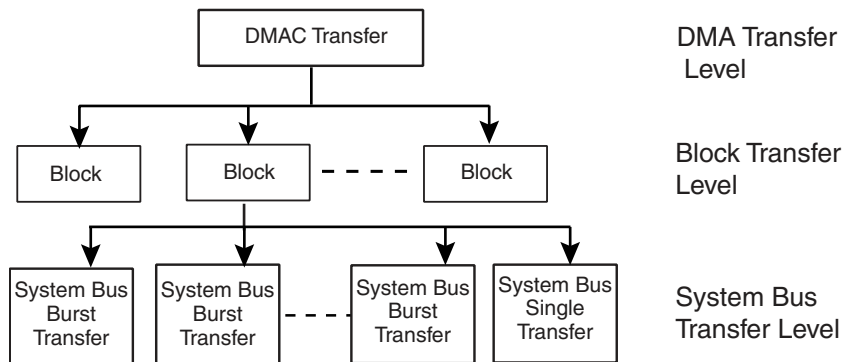 DMAC Transfer
DMA Transfer
Level
Block
Block
Block
Block Transfer
Level
System Bus
Burst
Transfer
System Bus
Burst
Transfer
System Bus
Burst
Transfer
System Bus
Single
Transfer
System Bus
Transfer Level